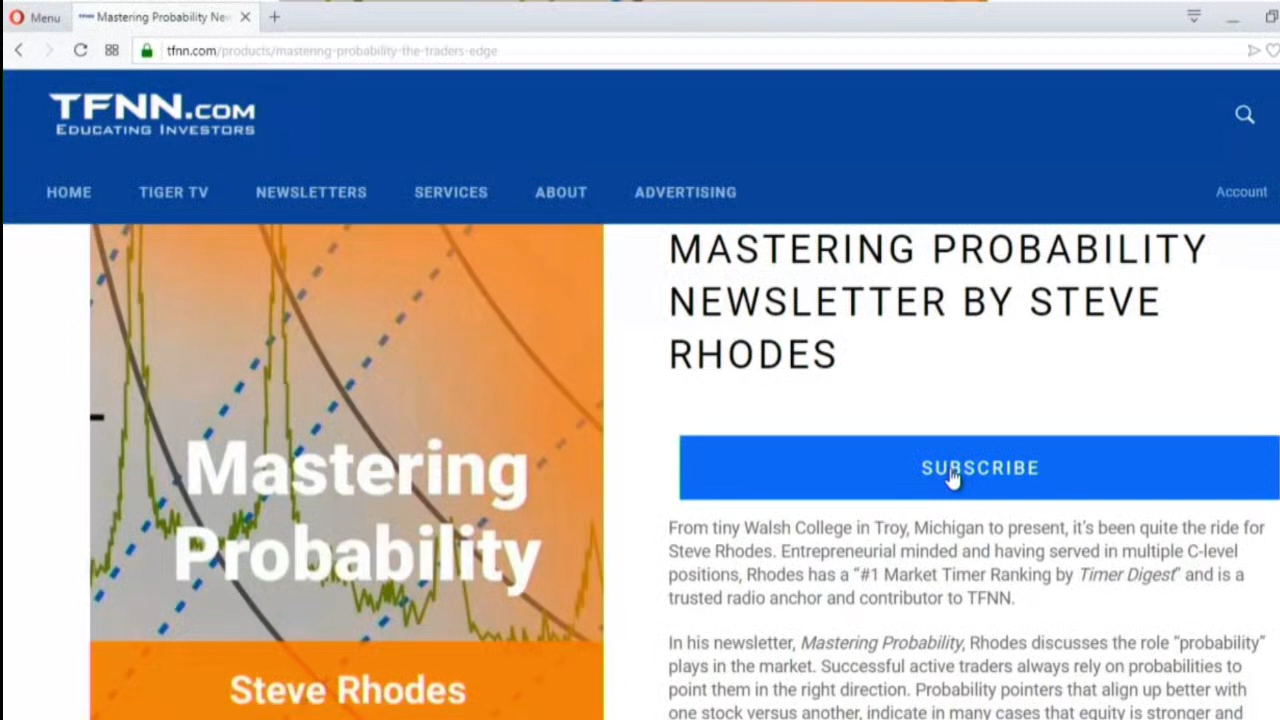 Menu
Mastering Probability Nev
tfnn.com/products/mastering-probability-the-traders-edge
TFNN.COM
EDUCATING INVESTORS
HOME TIGER TV NEWSLETTERS SERVICES ABOUT ADVERTISING Account
Mastering
Probability
Steve Rhodes
MASTERING PROBABILITY
NEWSLETTER BY STEVE
RHODES
SUBSCRIBE
From tiny Walsh College in Troy, Michigan to present, it's been quite the ride for
Steve Rhodes. Entrepreneurial minded and having served in multiple C-level
positions, Rhodes has a “#1 Market Timer Ranking by Timer Digest” and is a
trusted radio anchor and contributor to TFNN.
In his newsletter, Mastering Probability, Rhodes discusses the role “probability”
plays in the market. Successful active traders always rely on probabilities to
point them in the right direction. Probability pointers that align up better with
one stock versus another, indicate in many cases that equity is stronger and